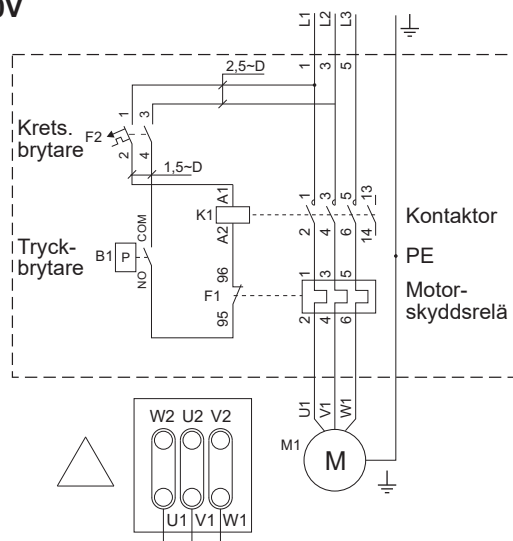 0V
L1 L2 L3
1 3 5
2,5~D
Krets.
brytare
F2
1 3
2 4
1,5~D
A1
K1
A2
1 3 5 13
2 4 6 14
Kontaktor
Tryck-
brytare
B1
P
COM
NO
96
F1
95
PE
1 3 5
2 4 6
Motor-
skyddsrelä
U1 V1 W1
M1
M
W2 U2 V2
U1 V1 W1